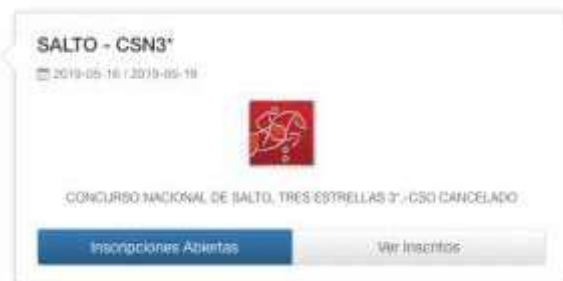 SALTO - CSN3*
2019-05-16 / 2019-05-19
CONCURSO NACIONAL DE SALTO, TRES ESTRELLAS 3*.-CSO CANCELADO
Inscripciones Abiertas
Ver Inscritos